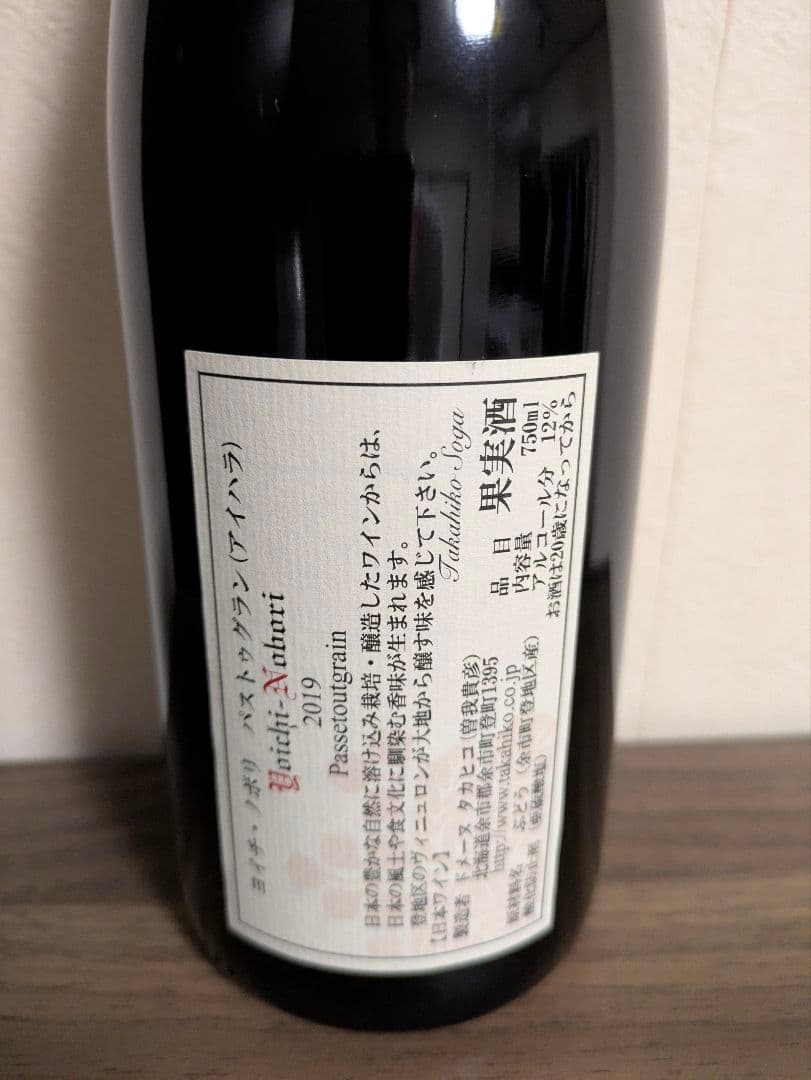 ヨイチ・ノボリ　パストゥグラン(アイハラ)
Yoichi-Nobori
2019
Passetoutgrain
日本の豊かな自然に溶け込み栽培・醸造したワインからは、
日本の風土や食文化に馴染む香味が生まれます。
登地区のヴィニュロンが大地から醸す味を感じて下さい。
Takahiko Soga
【日本ワイン】
製造者　ドメーヌ　タカヒコ(曽我貴彦)
北海道余市郡余市町登町1395
http://www.takahiko.co.jp
原材料名　ぶどう　(余市町登地区産)
酸化防止剤　(亜硫酸塩)
品　目　果実酒
内容量　750ml
アルコール分　12%
お酒は20歳になってから